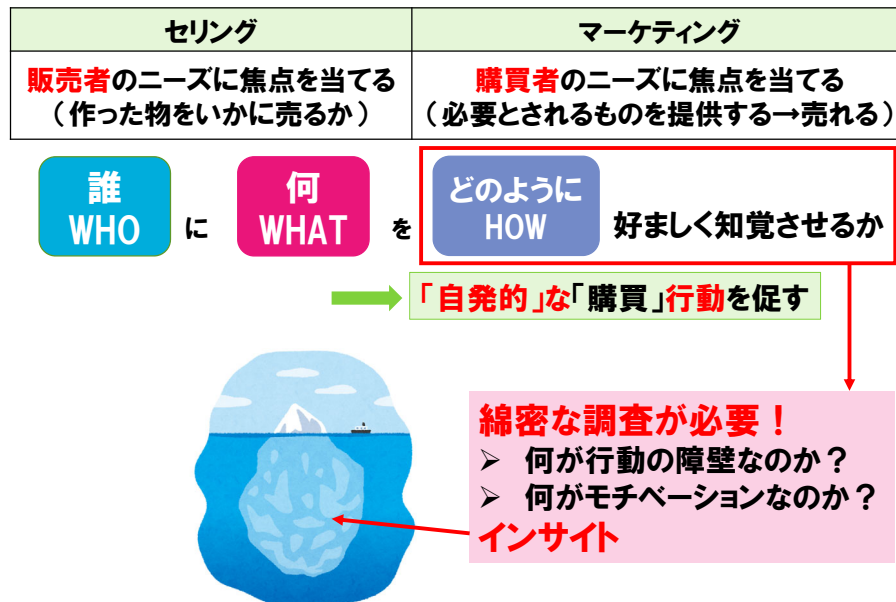 セリング
マーケティング
販売者のニーズに焦点を当てる
(作った物をいかに売るか)
購買者のニーズに焦点を当てる
(必要とされるものを提供する→売れる)
誰
WHO
に
何
WHAT
を
どのように
HOW
好ましく知覚させるか
「自発的」な「購買」行動を促す
綿密な調査が必要!
➢ 何が行動の障壁なのか?
➢ 何がモチベーションなのか?
インサイト